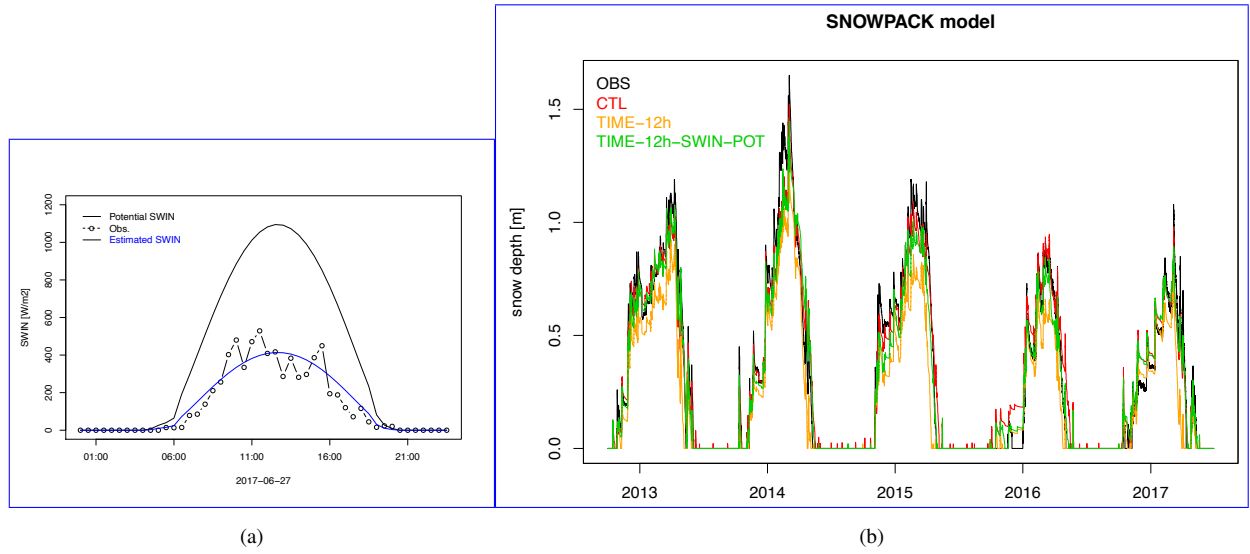 SNOWPACK model
OBS
CTL
TIME−12h
TIME−12h−SWIN−POT
snow depth [m]
0.0
0.5
1.0
1.5
2013
2014
2015
2016
2017
Potential SWIN
Obs.
Estimated SWIN
SWIN [W/m2]
0
200
400
600
800
1000
1200
01:00
06:00
11:00
16:00
21:00
2017−06−27
(a)
(b)